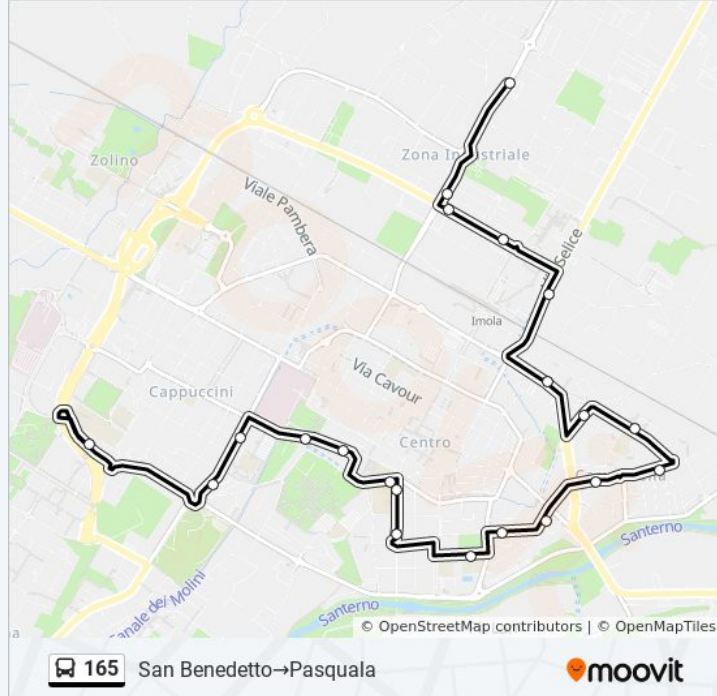 Zona Industriale
Zolino
Viale Pambera
Selice
Imola
Via Cavour
Cappuccini
Centro
Santerno
Canale dei Molini
Santerno
© OpenStreetMap contributors | © OpenMapTiles
165 San Benedetto→Pasquala
moovit